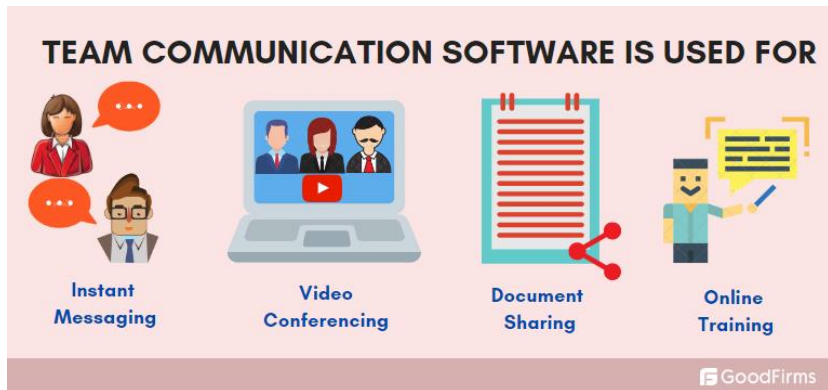 TEAM COMMUNICATION SOFTWARE IS USED FOR
Instant
Messaging
Video
Conferencing
Document
Sharing
Online
Training
GoodFirms